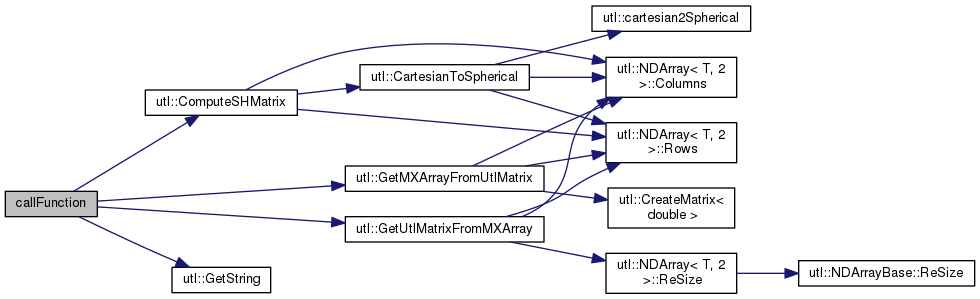 utl::cartesian2Spherical
utl::NDArray< T, 2
>::Columns
utl::CartesianToSpherical
utl::ComputeSHMatrix
utl::NDArray< T, 2
>::Rows
utl::GetMXArrayFromUtlMatrix
callFunction
utl::CreateMatrix<
double >
utl::GetUtlMatrixFromMXArray
utl::GetString
utl::NDArray< T, 2
>::ReSize
utl::NDArrayBase::ReSize